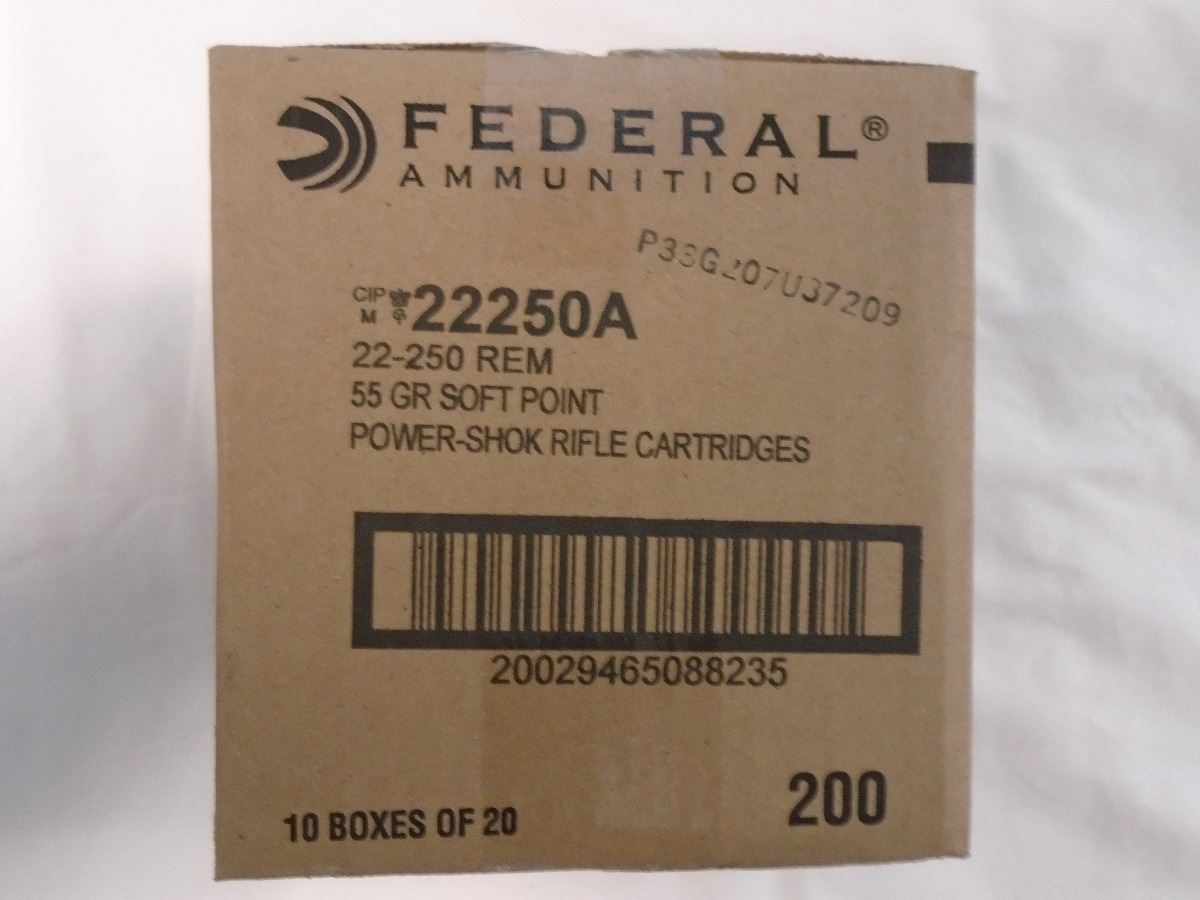 FEDERAL®
AMMUNITION
P33G207U37209
CIP
M
22250A
22-250 REM
55 GR SOFT POINT
POWER-SHOK RIFLE CARTRIDGES
20029465088235
10 BOXES OF 20
200